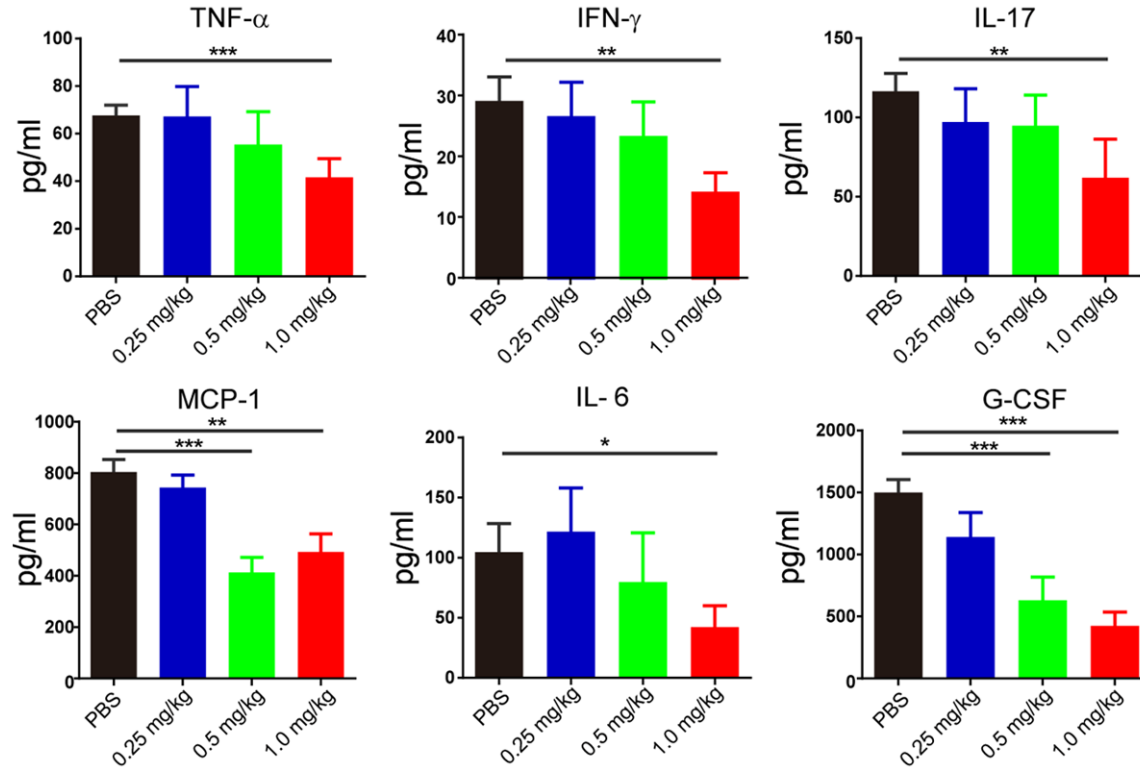 TNF-α
***
pg/ml
100
80
60
40
20
0
PBS
0.25 mg/kg
0.5 mg/kg
1.0 mg/kg
IFN-γ
**
pg/ml
40
30
20
10
0
PBS
0.25 mg/kg
0.5 mg/kg
1.0 mg/kg
IL-17
**
pg/ml
150
100
50
0
PBS
0.25 mg/kg
0.5 mg/kg
1.0 mg/kg
MCP-1
**
***
pg/ml
1000
800
600
400
200
0
PBS
0.25 mg/kg
0.5 mg/kg
1.0 mg/kg
IL- 6
*
pg/ml
200
150
100
50
0
PBS
0.25 mg/kg
0.5 mg/kg
1.0 mg/kg
G-CSF
***
***
pg/ml
2000
1500
1000
500
0
PBS
0.25 mg/kg
0.5 mg/kg
1.0 mg/kg